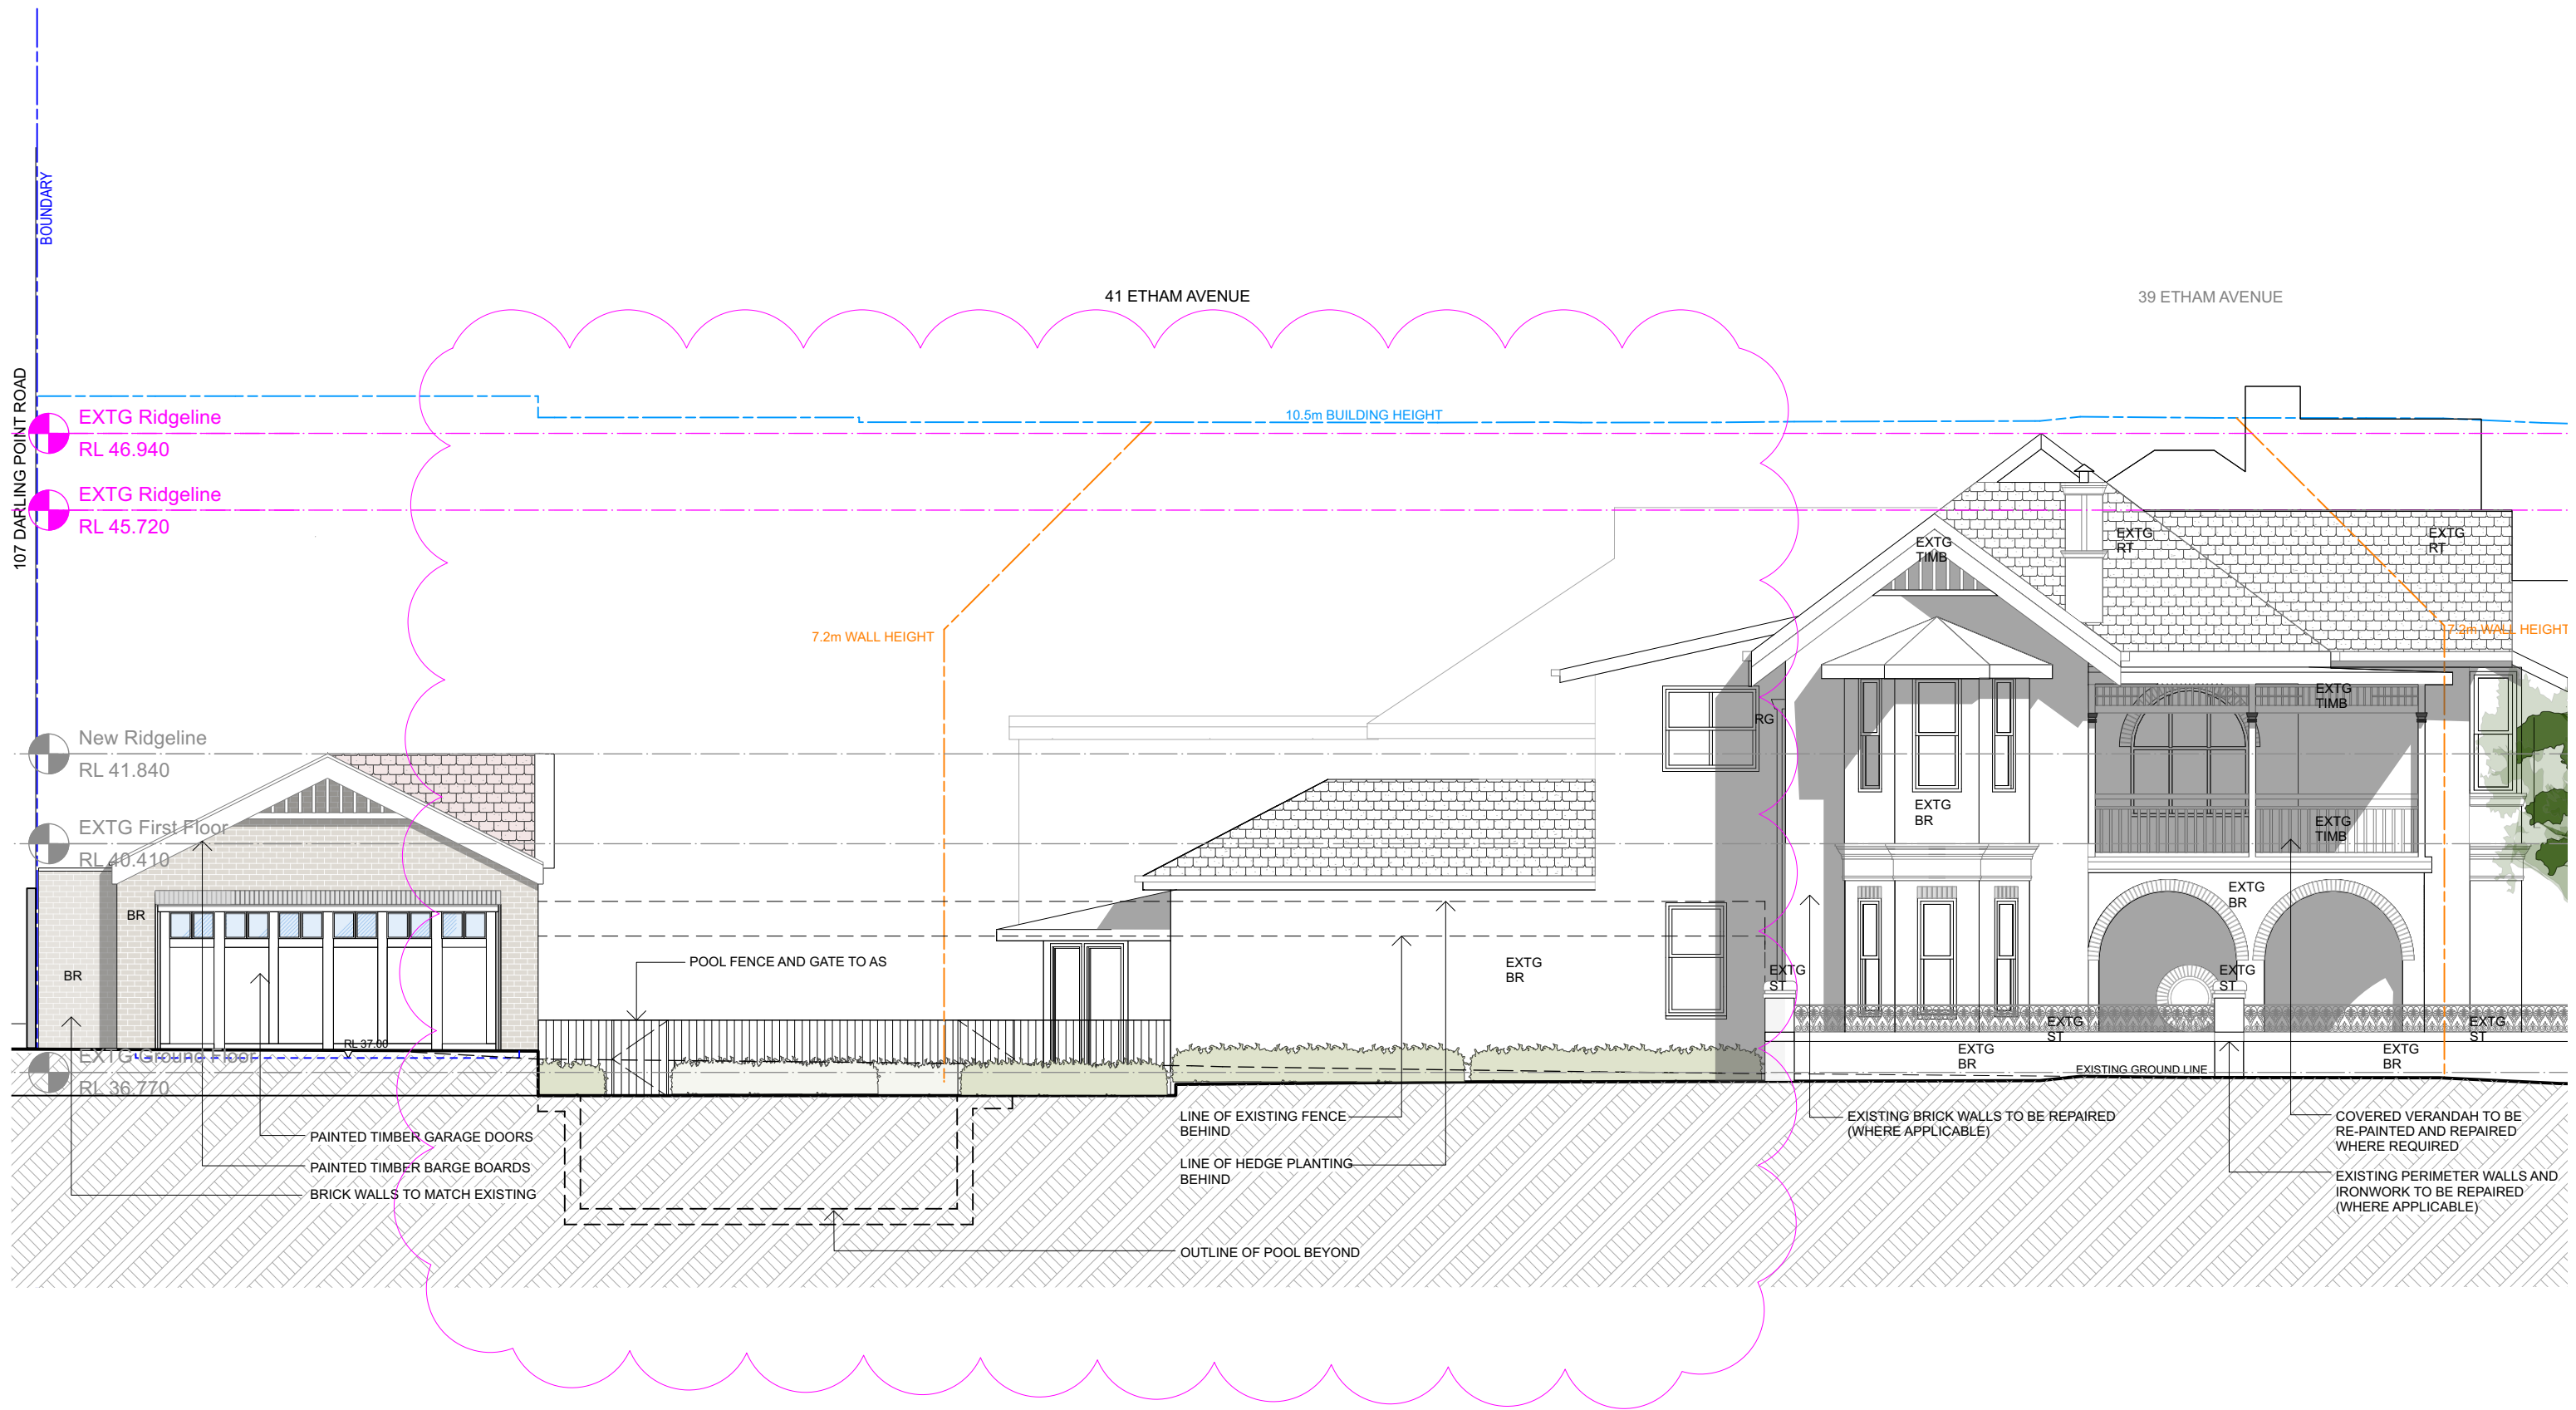 BOUNDARY
41 ETHAM AVENUE
39 ETHAM AVENUE
107 DARLING POINT ROAD
10.5m BUILDING HEIGHT
EXTG Ridgeline
RL 46.940
EXTG Ridgeline
RL 45.720
EXTG
TIMB
EXTG
RT
EXTG
RT
7.2m WALL HEIGHT
7.2m WALL HEIGHT
EXTG
TIMB
RG
New Ridgeline
RL 41.840
EXTG First Floor
RL 40.410
EXTG
BR
EXTG
TIMB
BR
EXTG
BR
BR
POOL FENCE AND GATE TO AS
EXTG
BR
EXTG
ST
EXTG
ST
EXTG
ST
EXTG
ST
RL 37.00
EXTG Ground Floor
RL 36.770
EXTG
BR
EXTG
BR
EXISTING GROUND LINE
PAINTED TIMBER GARAGE DOORS
PAINTED TIMBER BARGE BOARDS
BRICK WALLS TO MATCH EXISTING
LINE OF EXISTING FENCE
BEHIND
LINE OF HEDGE PLANTING
BEHIND
OUTLINE OF POOL BEYOND
EXISTING BRICK WALLS TO BE REPAIRED
(WHERE APPLICABLE)
COVERED VERANDAH TO BE
RE-PAINTED AND REPAIRED
WHERE REQUIRED
EXISTING PERIMETER WALLS AND
IRONWORK TO BE REPAIRED
(WHERE APPLICABLE)